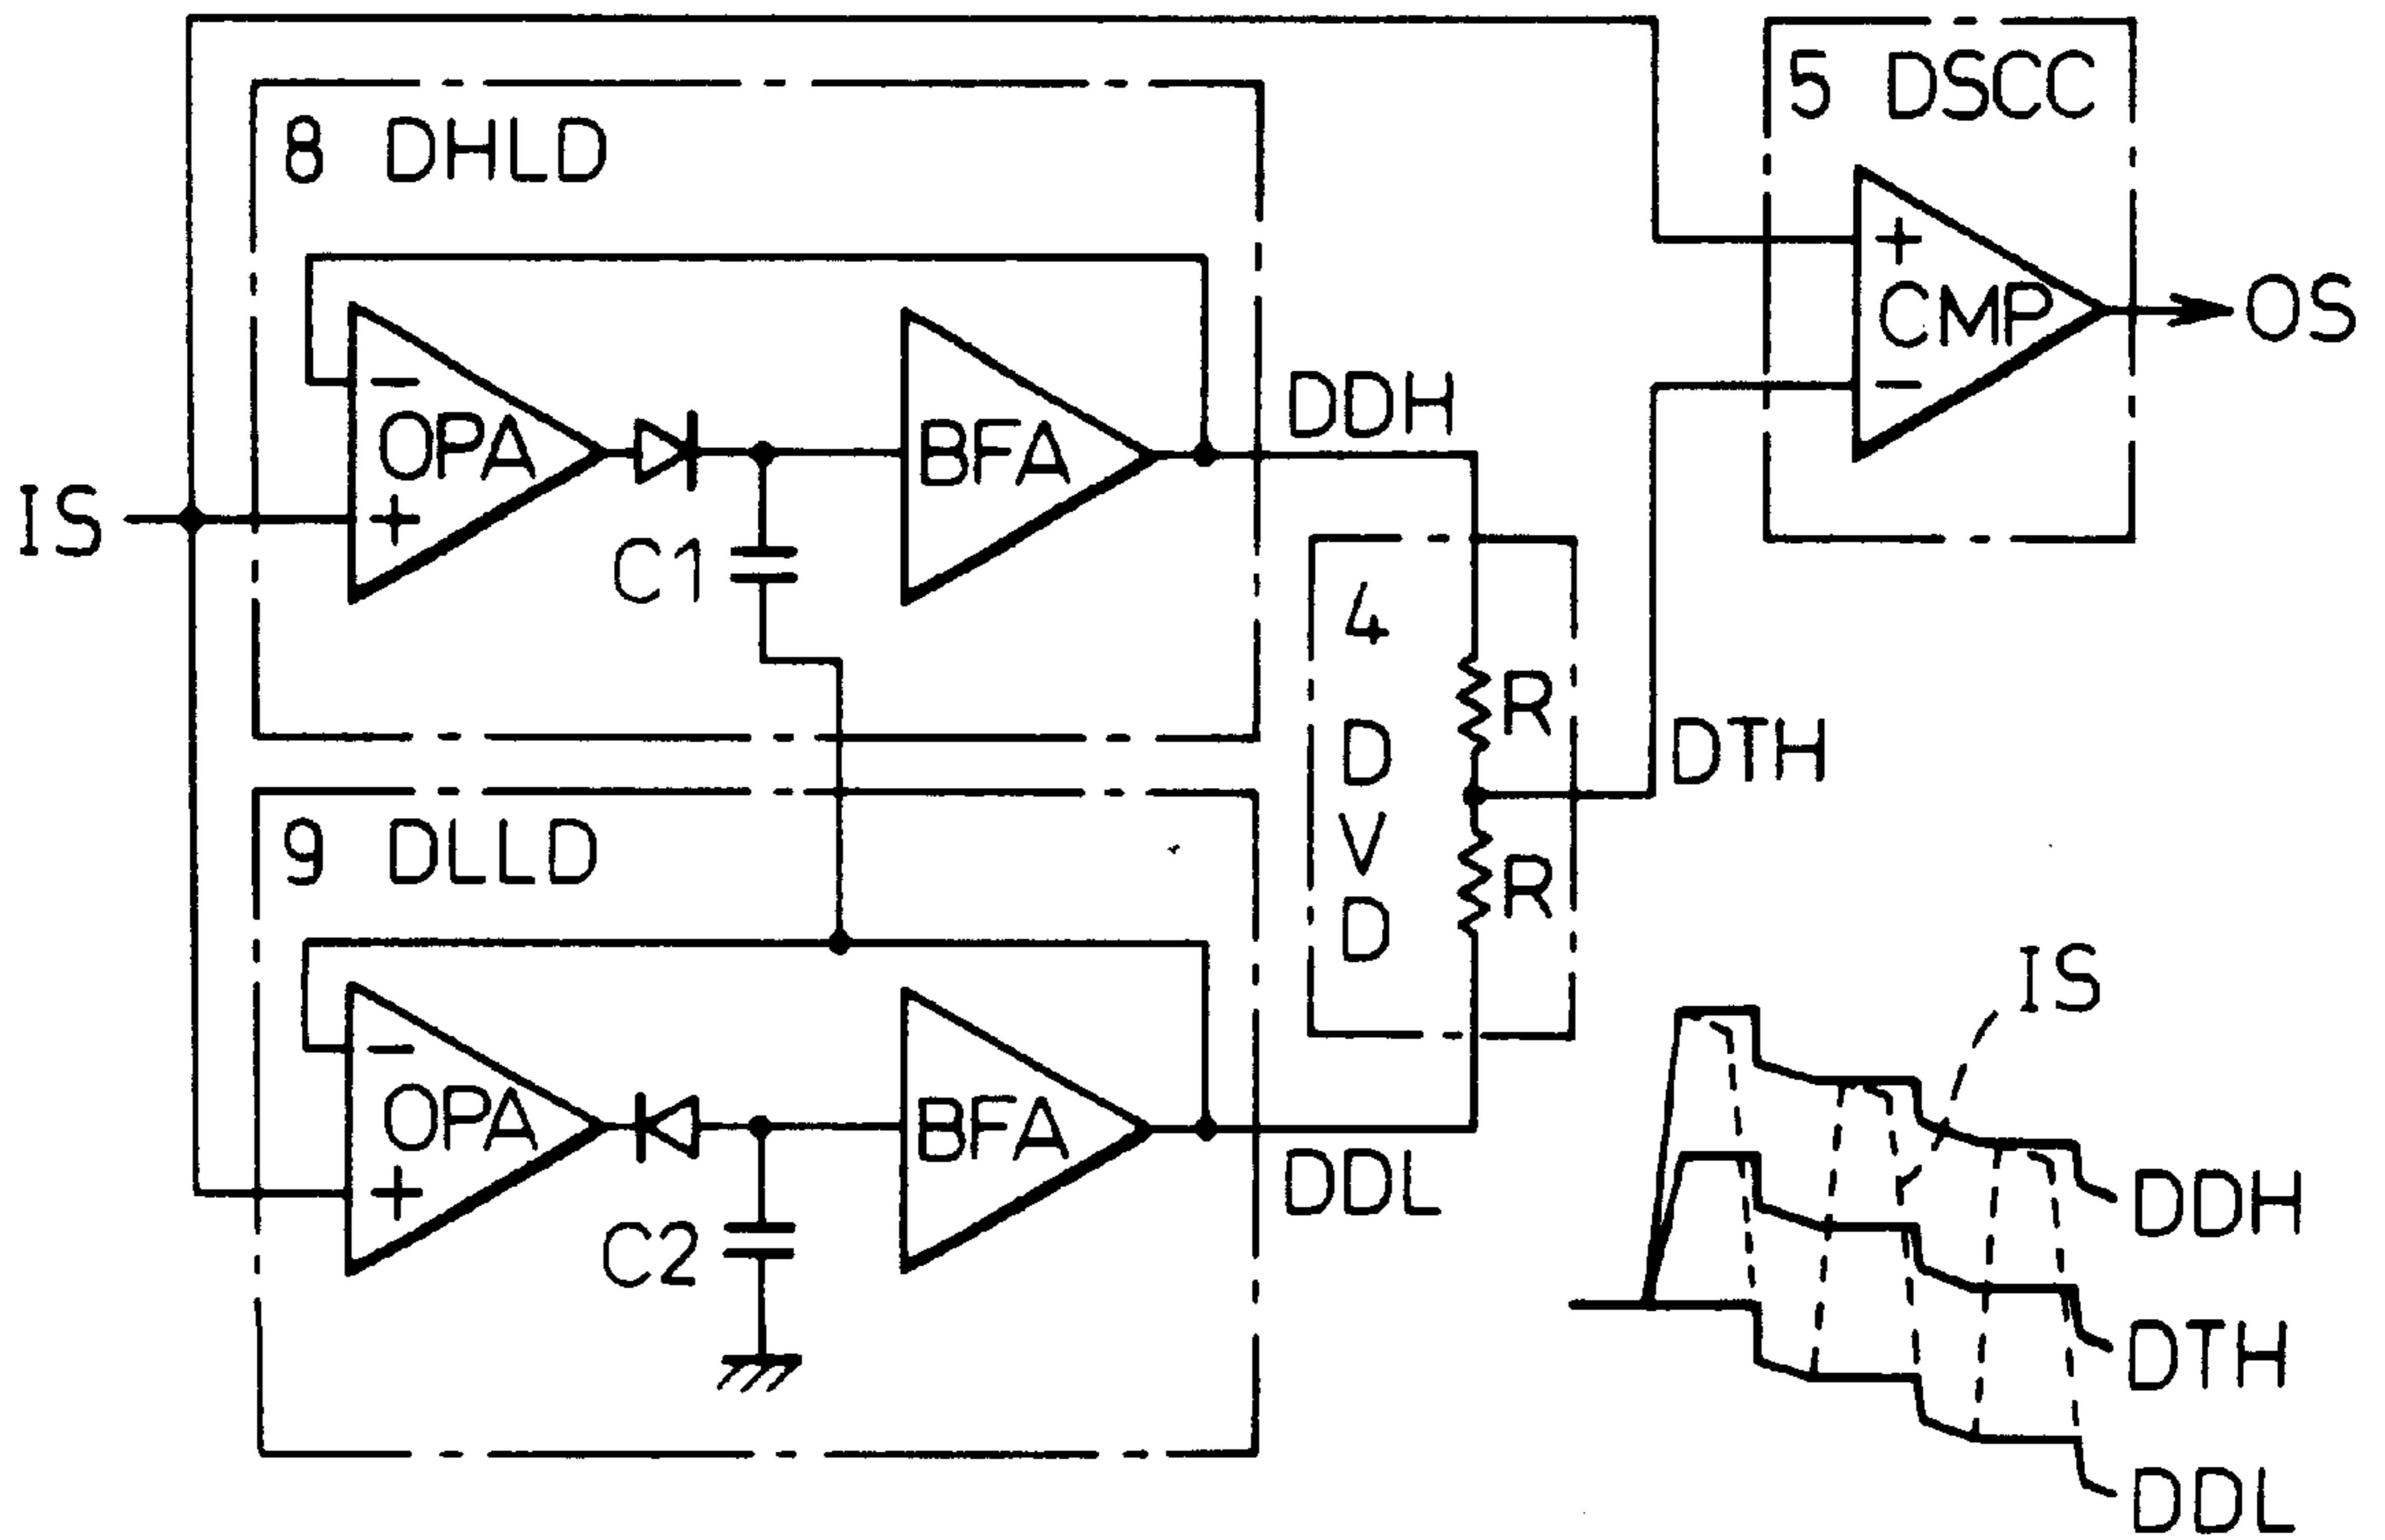 5 DSCC
8 DHLD
+
CMP
−
OS
DDH
−
OPA
+
BFA
IS
C1
4 DVD
R
R
DTH
9 DLLD
−
OPA
+
BFA
C2
DDL
IS
DDH
DTH
DDL